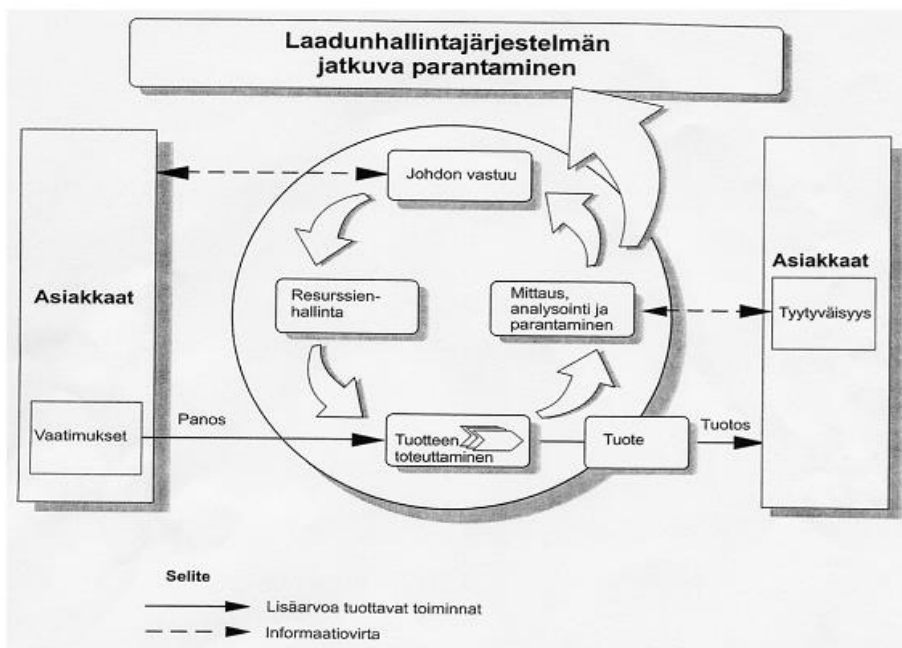 Laadunhallintajärjestelmän
jatkuva parantaminen
Johdon vastuu
Asiakkaat
Resurssien-
hallinta
Mittaus,
analysointi ja
parantaminen
Asiakkaat
Tyytyväisyys
Vaatimukset
Panos
Tuotteen
toteuttaminen
Tuote
Tuotos
Selite
Lisäarvoa tuottavat toiminnat
Informaatiovirta